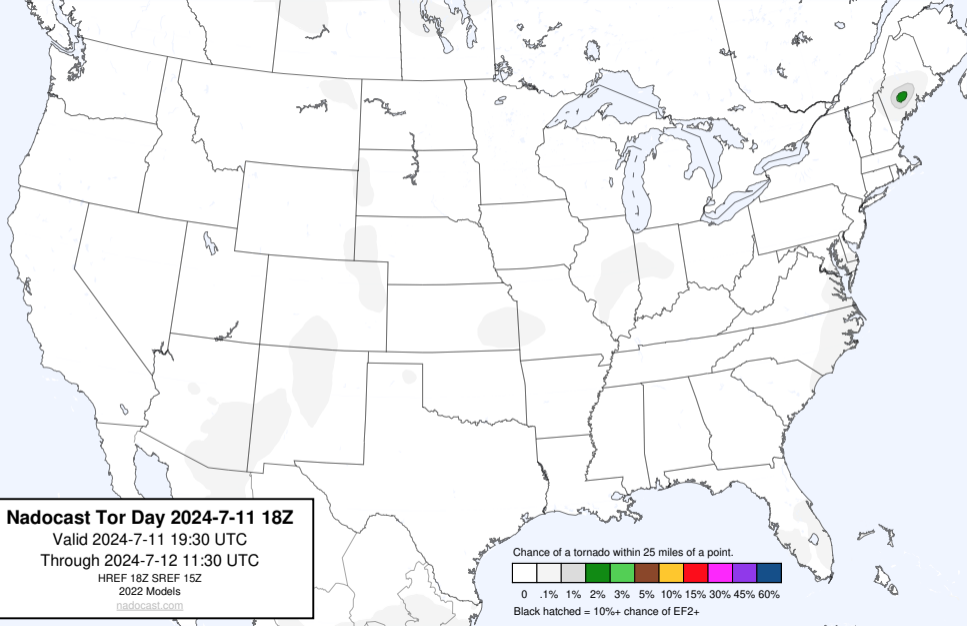 Nadocast Tor Day 2024-7-11 18Z
Valid 2024-7-11 19:30 UTC
Through 2024-7-12 11:30 UTC
HREF 18Z SREF 15Z
2022 Models
nadocast.com
Chance of a tornado within 25 miles of a point.
0 .1% 1% 2% 3% 5% 10% 15% 30% 45% 60%
Black hatched = 10%+ chance of EF2+